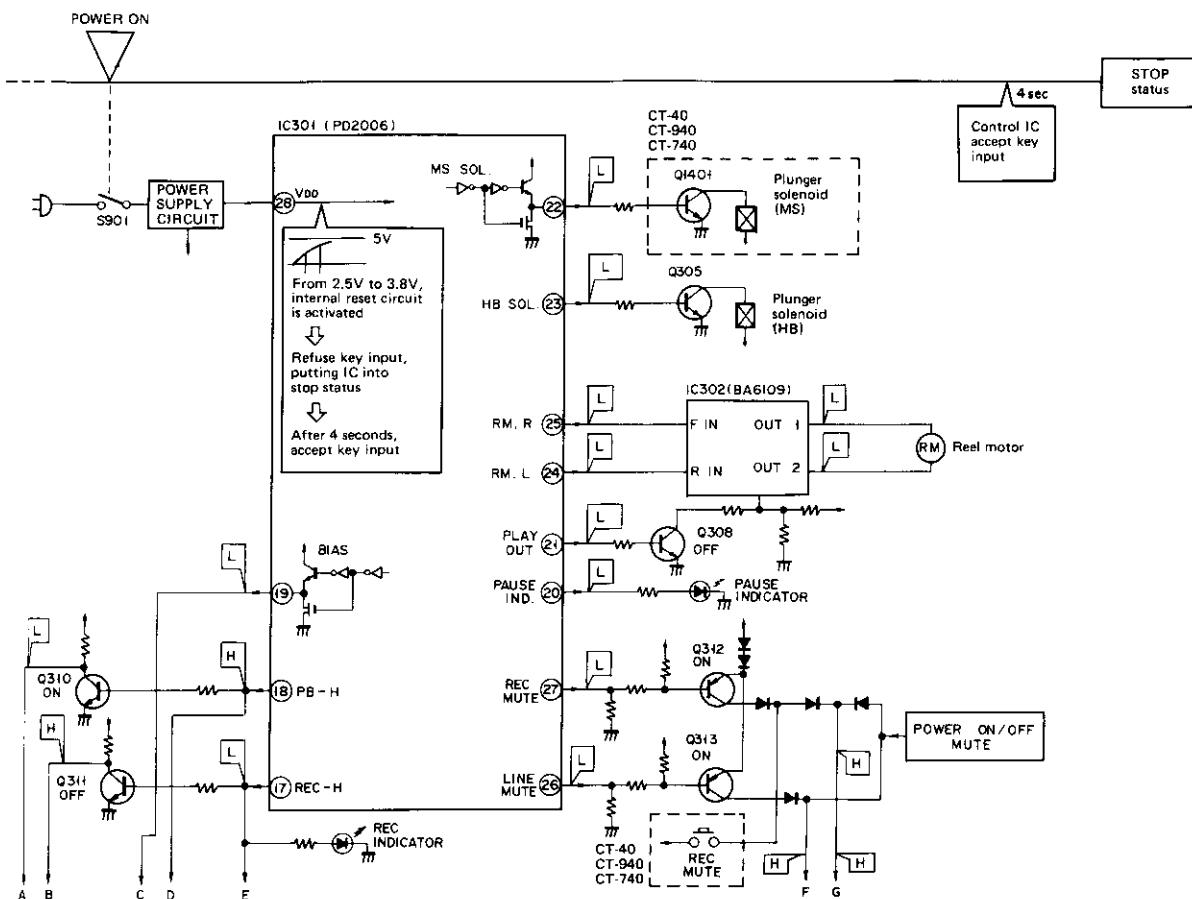 POWER ON
STOP
status
4 sec
Control IC
accept key
input
IC301 (PD2006)
CT-40
CT-940
CT-740
MS SOL.
L
Q1401
Plunger
solenoid
(MS)
22
S901
POWER
SUPPLY
CIRCUIT
28
VDD
5V
From 2.5V to 3.8V,
internal reset circuit
is activated
Refuse key input,
putting IC into
stop status
After 4 seconds,
accept key input
L
Q305
HB SOL.
23
Plunger
solenoid
(HB)
IC302(BA6109)
RM. R
25
L
F IN
OUT 1
L
RM. L
24
L
R IN
OUT 2
L
RM
Reel motor
PLAY
OUT
21
L
Q308
OFF
PAUSE
IND.
20
L
PAUSE
INDICATOR
BIAS
L
19
L
Q310
ON
H
18
PB-H
H
Q311
OFF
L
17
REC-H
REC
INDICATOR
REC
MUTE
27
L
Q312
ON
POWER ON/OFF
MUTE
H
LINE
MUTE
26
L
Q313
ON
CT-40
CT-940
CT-740
REC
MUTE
H
H
A
B
C
D
E
F
G